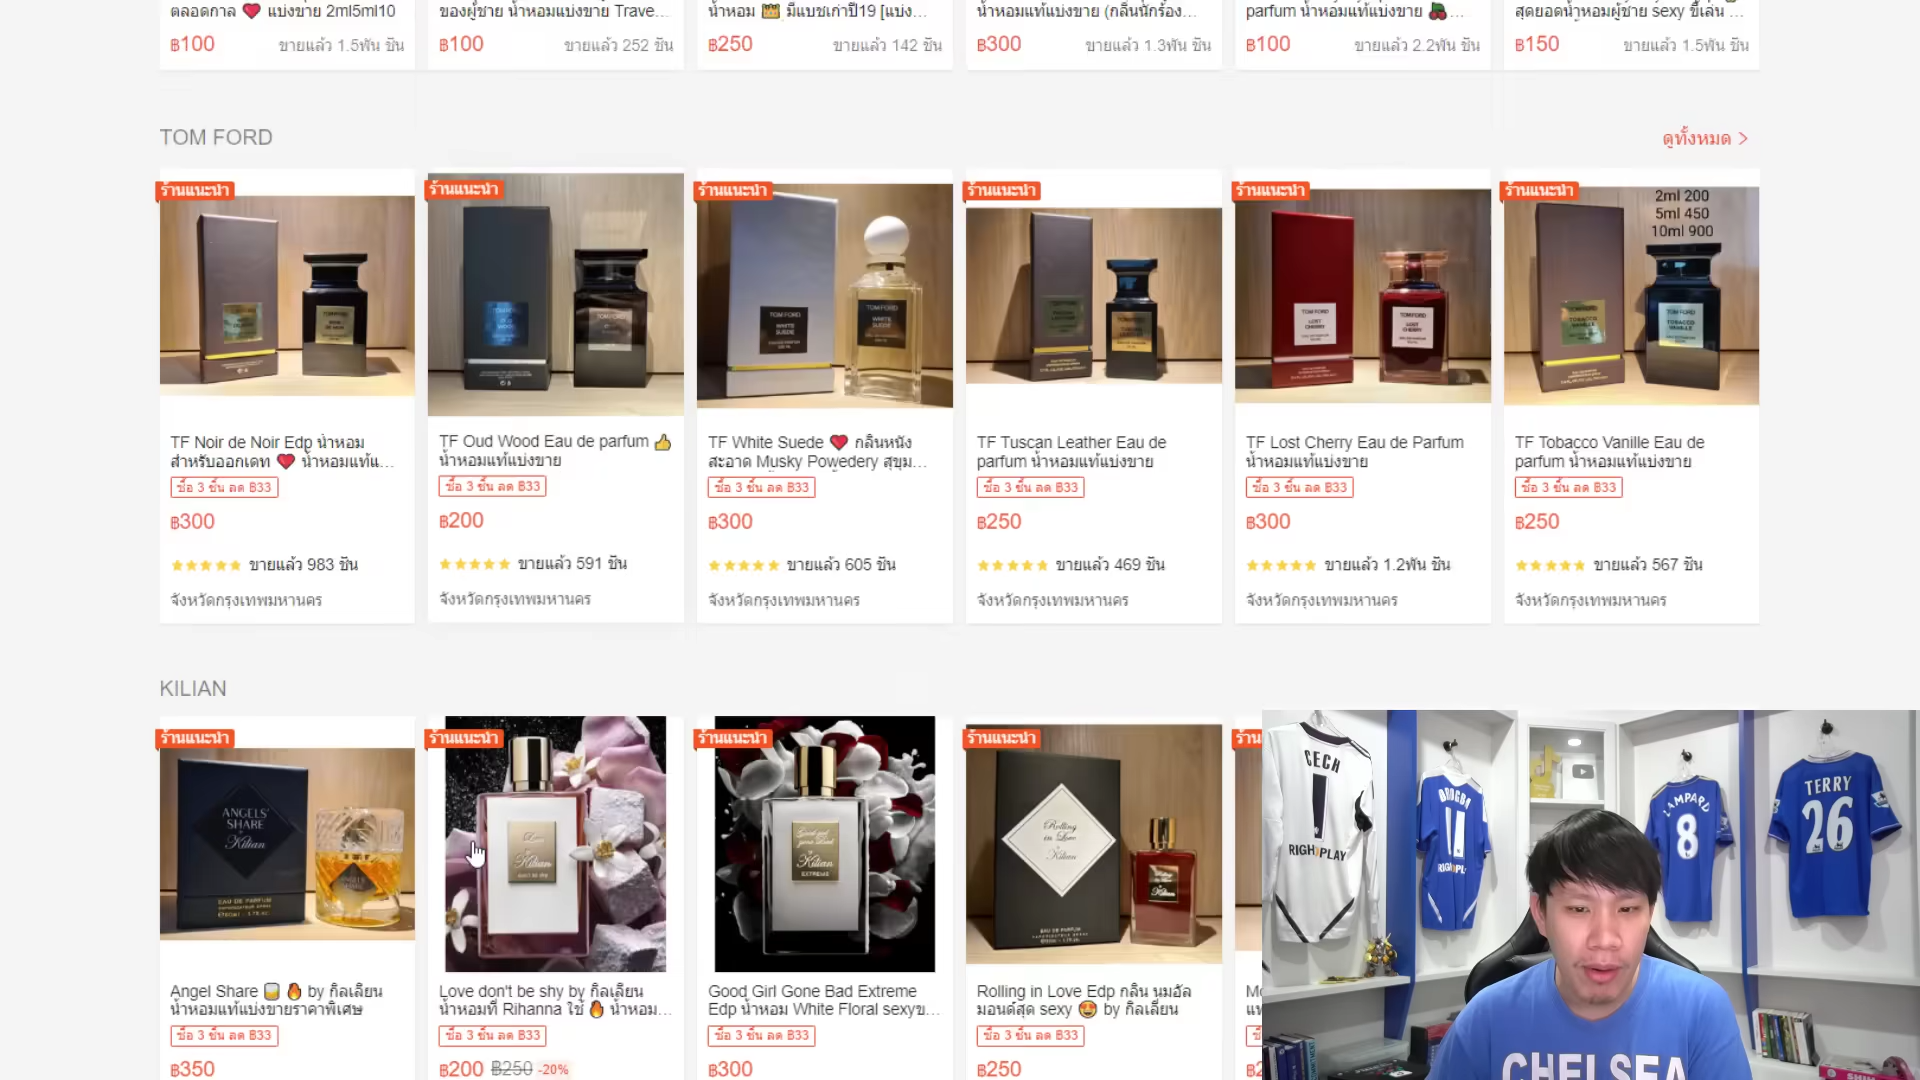 ตลอดกาล ❤️ แบ่งขาย 2ml5ml10
ของผู้ชาย น้ำหอมแบ่งขาย Trave...
น้ำหอม 👑 มีแบชเก่าปี19 [แบ่ง...
น้ำหอมแท้แบ่งขาย (กลิ่นนักร้อง...
parfum น้ำหอมแท้แบ่งขาย 🍒...
สุดยอดน้ำหอมผู้ชาย sexy ขี้เล่น ...
฿100 ขายแล้ว 1.5พัน ชิ้น
฿100 ขายแล้ว 252 ชิ้น
฿250 ขายแล้ว 142 ชิ้น
฿300 ขายแล้ว 1.3พัน ชิ้น
฿100 ขายแล้ว 2.2พัน ชิ้น
฿150 ขายแล้ว 1.5พัน ชิ้น
TOM FORD
ดูทั้งหมด >
ร้านแนะนำ
ร้านแนะนำ
ร้านแนะนำ
ร้านแนะนำ
ร้านแนะนำ
ร้านแนะนำ
2ml 200
5ml 450
10ml 900
TOM FORD
WHITE
SUEDE
TOM FORD
WHITE
SUEDE
TOM FORD
LOST
CHERRY
TOM FORD
LOST
CHERRY
TOM FORD
TOBACCO
VANILLE
TF Noir de Noir Edp น้ำหอม
สำหรับออกเดท ❤️ น้ำหอมแท้แ...
ซื้อ 3 ชิ้น ลด ฿33
฿300
ขายแล้ว 983 ชิ้น
จังหวัดกรุงเทพมหานคร
TF Oud Wood Eau de parfum 👍
น้ำหอมแท้แบ่งขาย
ซื้อ 3 ชิ้น ลด ฿33
฿200
ขายแล้ว 591 ชิ้น
จังหวัดกรุงเทพมหานคร
TF White Suede ❤️ กลิ่นหนัง
สะอาด Musky Powedery สุขุม...
ซื้อ 3 ชิ้น ลด ฿33
฿300
ขายแล้ว 605 ชิ้น
จังหวัดกรุงเทพมหานคร
TF Tuscan Leather Eau de
parfum น้ำหอมแท้แบ่งขาย
ซื้อ 3 ชิ้น ลด ฿33
฿250
ขายแล้ว 469 ชิ้น
จังหวัดกรุงเทพมหานคร
TF Lost Cherry Eau de Parfum
น้ำหอมแท้แบ่งขาย
ซื้อ 3 ชิ้น ลด ฿33
฿300
ขายแล้ว 1.2พัน ชิ้น
จังหวัดกรุงเทพมหานคร
TF Tobacco Vanille Eau de
parfum น้ำหอมแท้แบ่งขาย
ซื้อ 3 ชิ้น ลด ฿33
฿250
ขายแล้ว 567 ชิ้น
จังหวัดกรุงเทพมหานคร
KILIAN
ร้านแนะนำ
ร้านแนะนำ
ร้านแนะนำ
ร้านแนะนำ
ANGELS'
SHARE
Kilian
EAU DE PARFUM
Kilian
Kilian
EXTREME
Rolling
in Love
Kilian
EAU DE PARFUM
Angel Share 🥃 🔥 by กิลเลียน
น้ำหอมแท้แบ่งขายราคาพิเศษ
ซื้อ 3 ชิ้น ลด ฿33
฿350
Love don't be shy by กิลเลียน
น้ำหอมที่ Rihanna ใช้ 🔥 น้ำหอม...
ซื้อ 3 ชิ้น ลด ฿33
฿200 ฿250 -20%
Good Girl Gone Bad Extreme
Edp น้ำหอม White Floral sexyข...
ซื้อ 3 ชิ้น ลด ฿33
฿300
Rolling in Love Edp กลิ่น นมอัล
มอนด์สุด sexy 🤩 by กิลเลียน
ซื้อ 3 ชิ้น ลด ฿33
฿250
CECH
1
DROGBA
11
LAMPARD
8
TERRY
26
CHELSEA